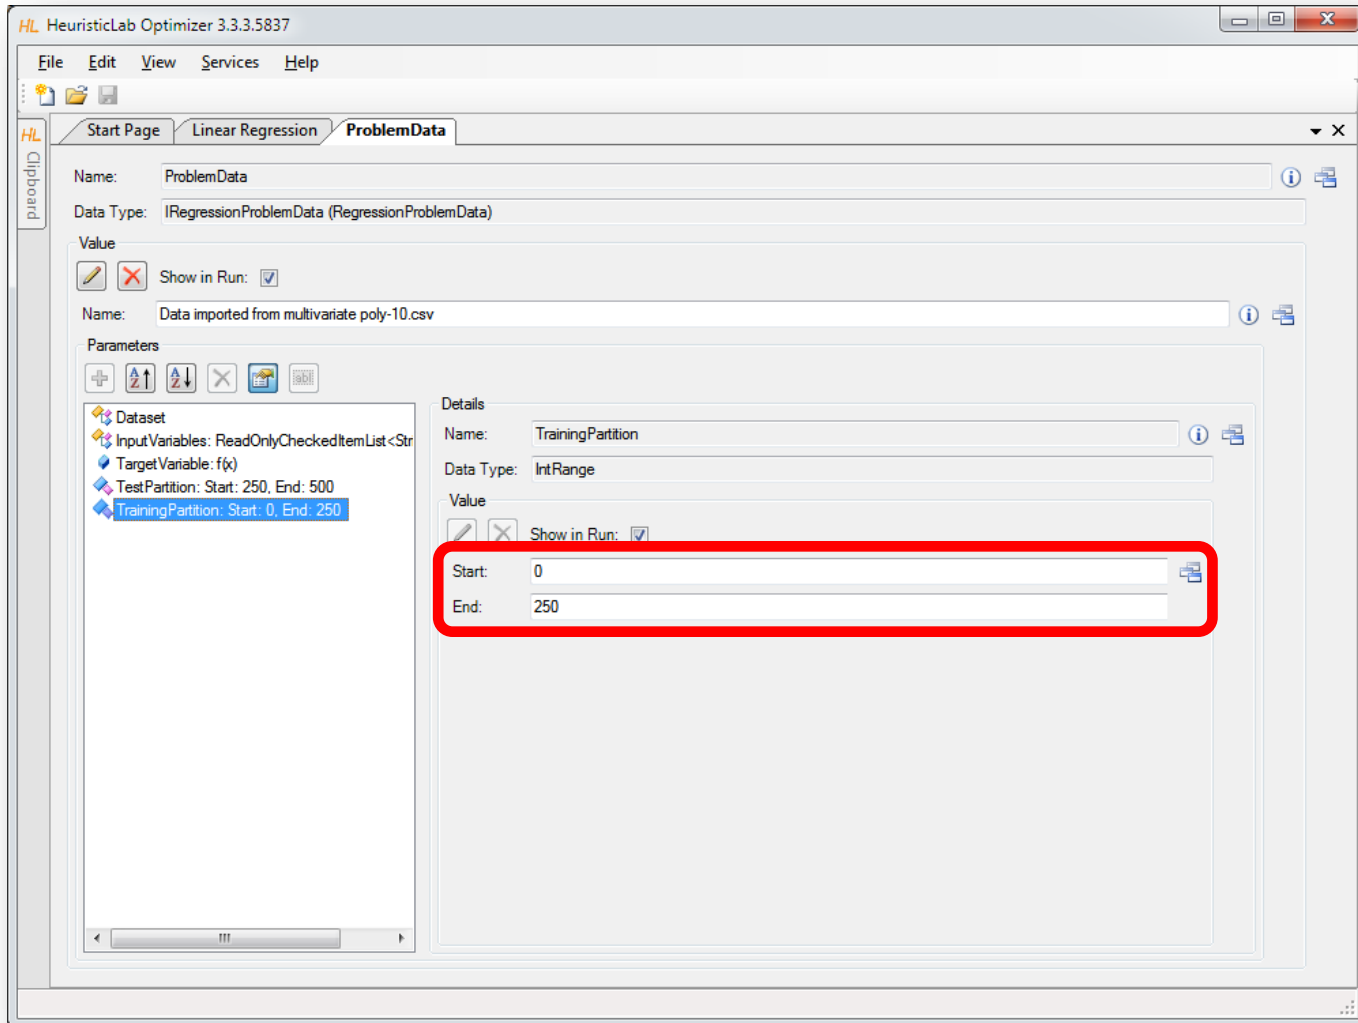 HL HeuristicLab Optimizer 3.3.3.5837
File Edit View Services Help
HL Clipboard
Start Page Linear Regression ProblemData
Name: ProblemData
Data Type: IRegressionProblemData (RegressionProblemData)
Value
Show in Run:
Name: Data imported from multivariate poly-10.csv
Parameters
Dataset
InputVariables: ReadOnlyCheckedItemList<Str
TargetVariable: f(x)
TestPartition: Start: 250, End: 500
TrainingPartition: Start: 0, End: 250
Details
Name: TrainingPartition
Data Type: IntRange
Value
Show in Run:
Start: 0
End: 250